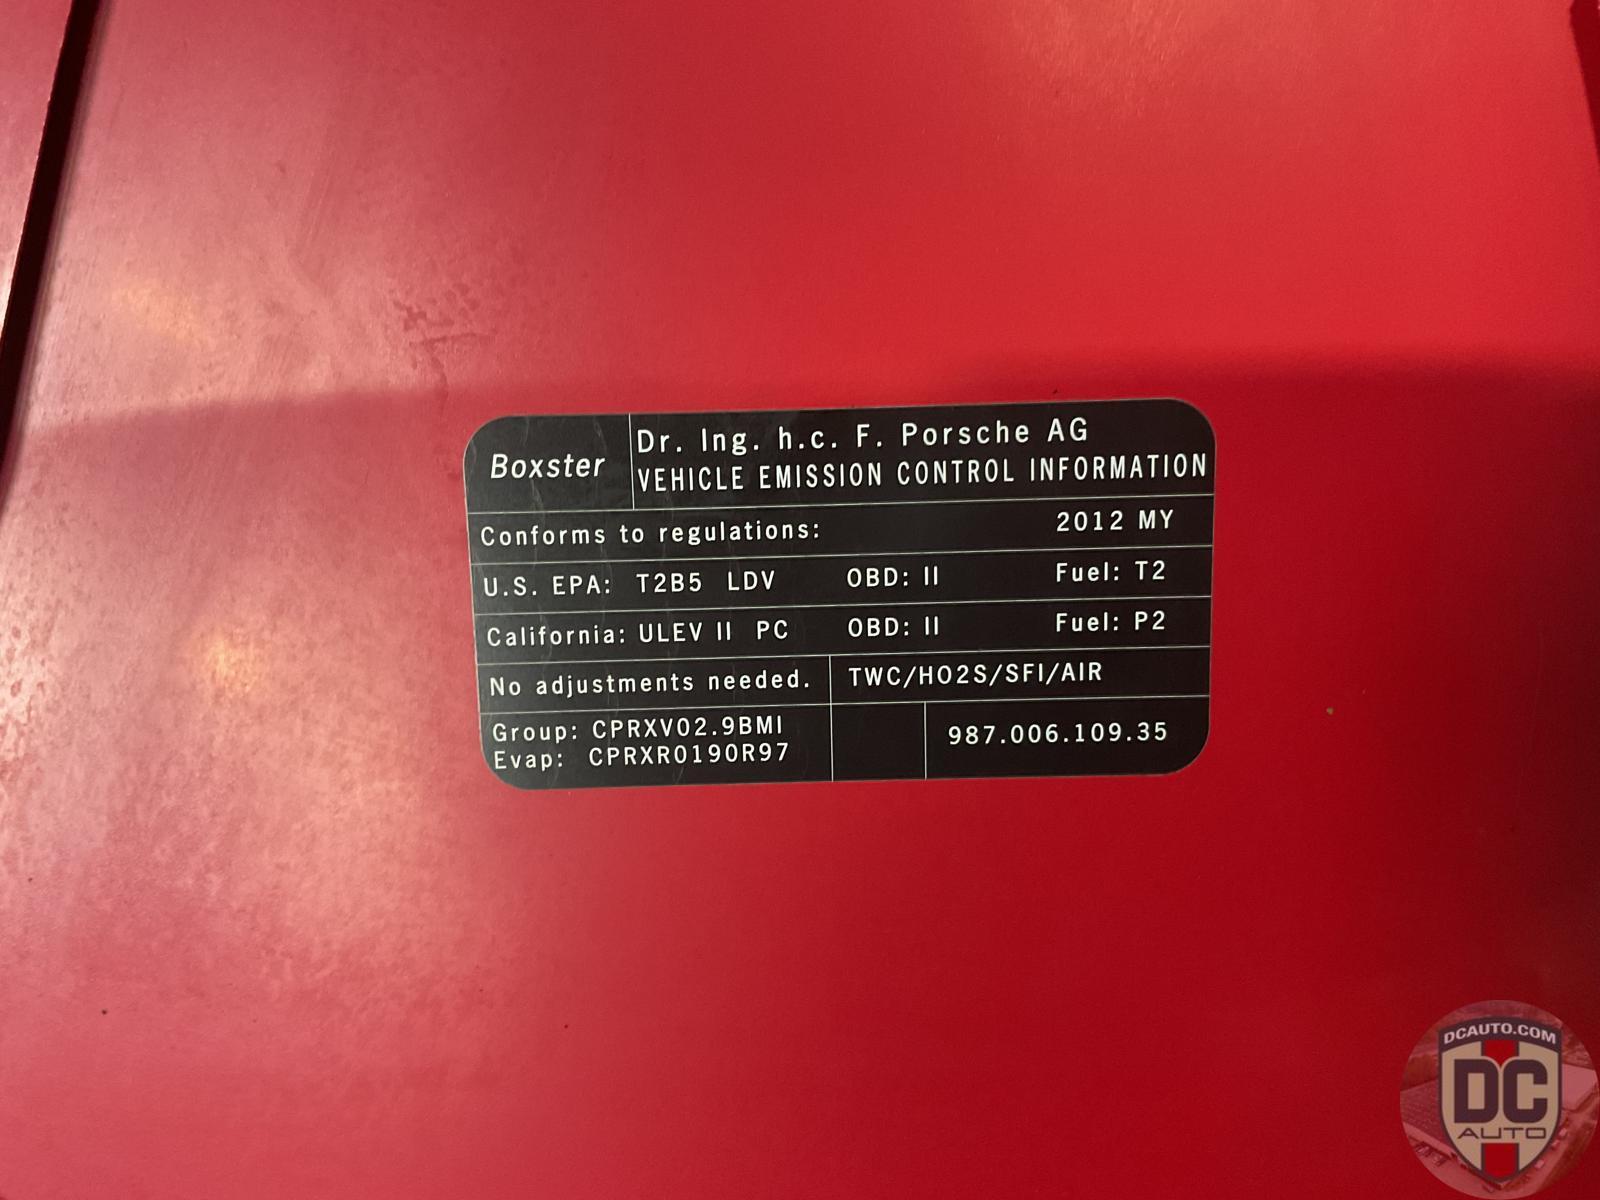 Boxster
Dr. Ing. h.c. F. Porsche AG
VEHICLE EMISSION CONTROL INFORMATION
Conforms to regulations: 2012 MY
U.S. EPA: T2B5 LDV OBD: II Fuel: T2
California: ULEV II PC OBD: II Fuel: P2
No adjustments needed. TWC/HO2S/SFI/AIR
Group: CPRXV02.9BMI
Evap: CPRXR0190R97
987.006.109.35
DCAUTO.COM
DC
AUTO